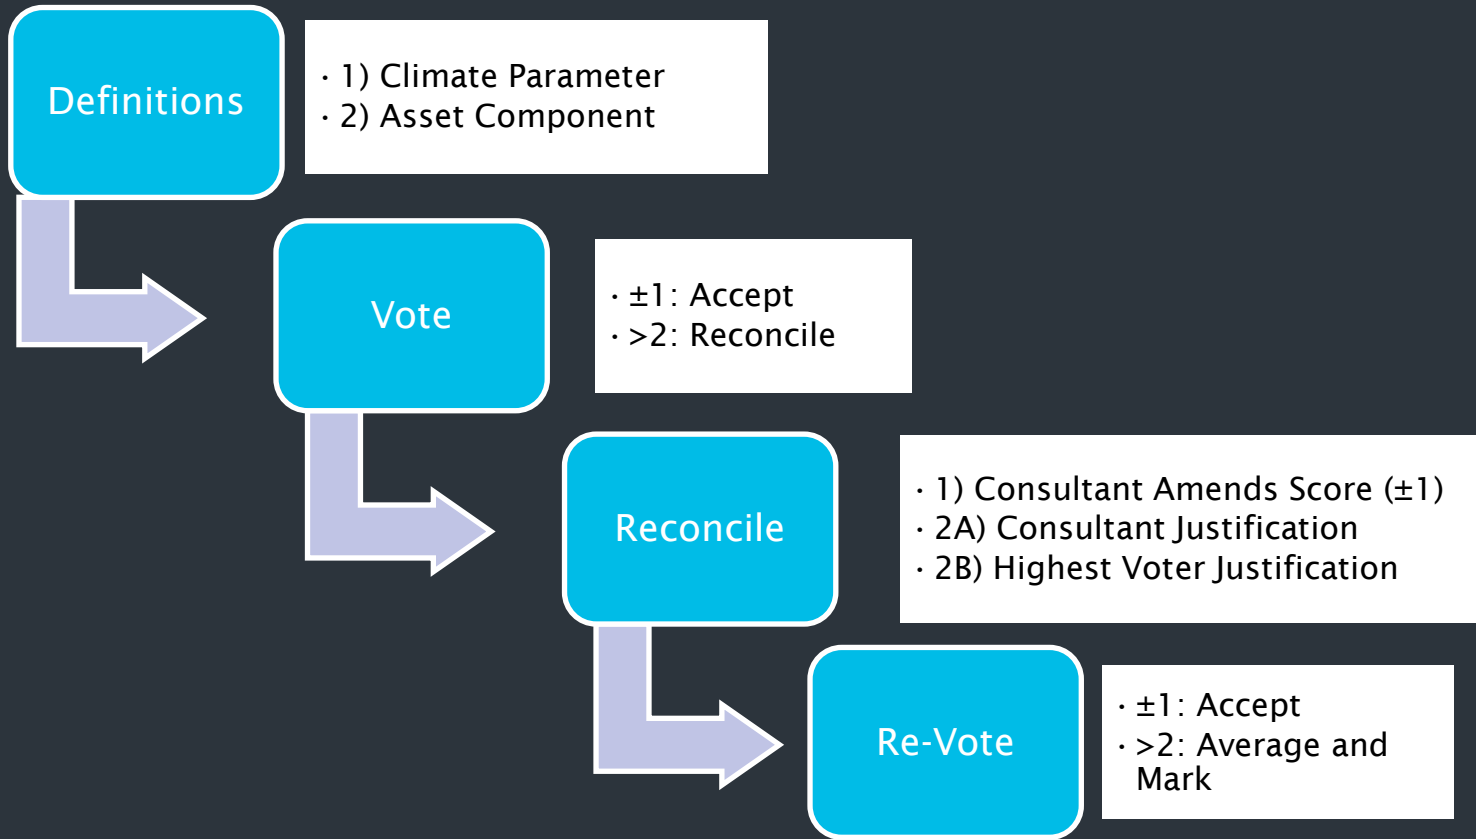 Definitions
· 1) Climate Parameter
· 2) Asset Component
Vote
· ±1: Accept
· >2: Reconcile
Reconcile
· 1) Consultant Amends Score (±1)
· 2A) Consultant Justification
· 2B) Highest Voter Justification
Re-Vote
· ±1: Accept
· >2: Average and
Mark